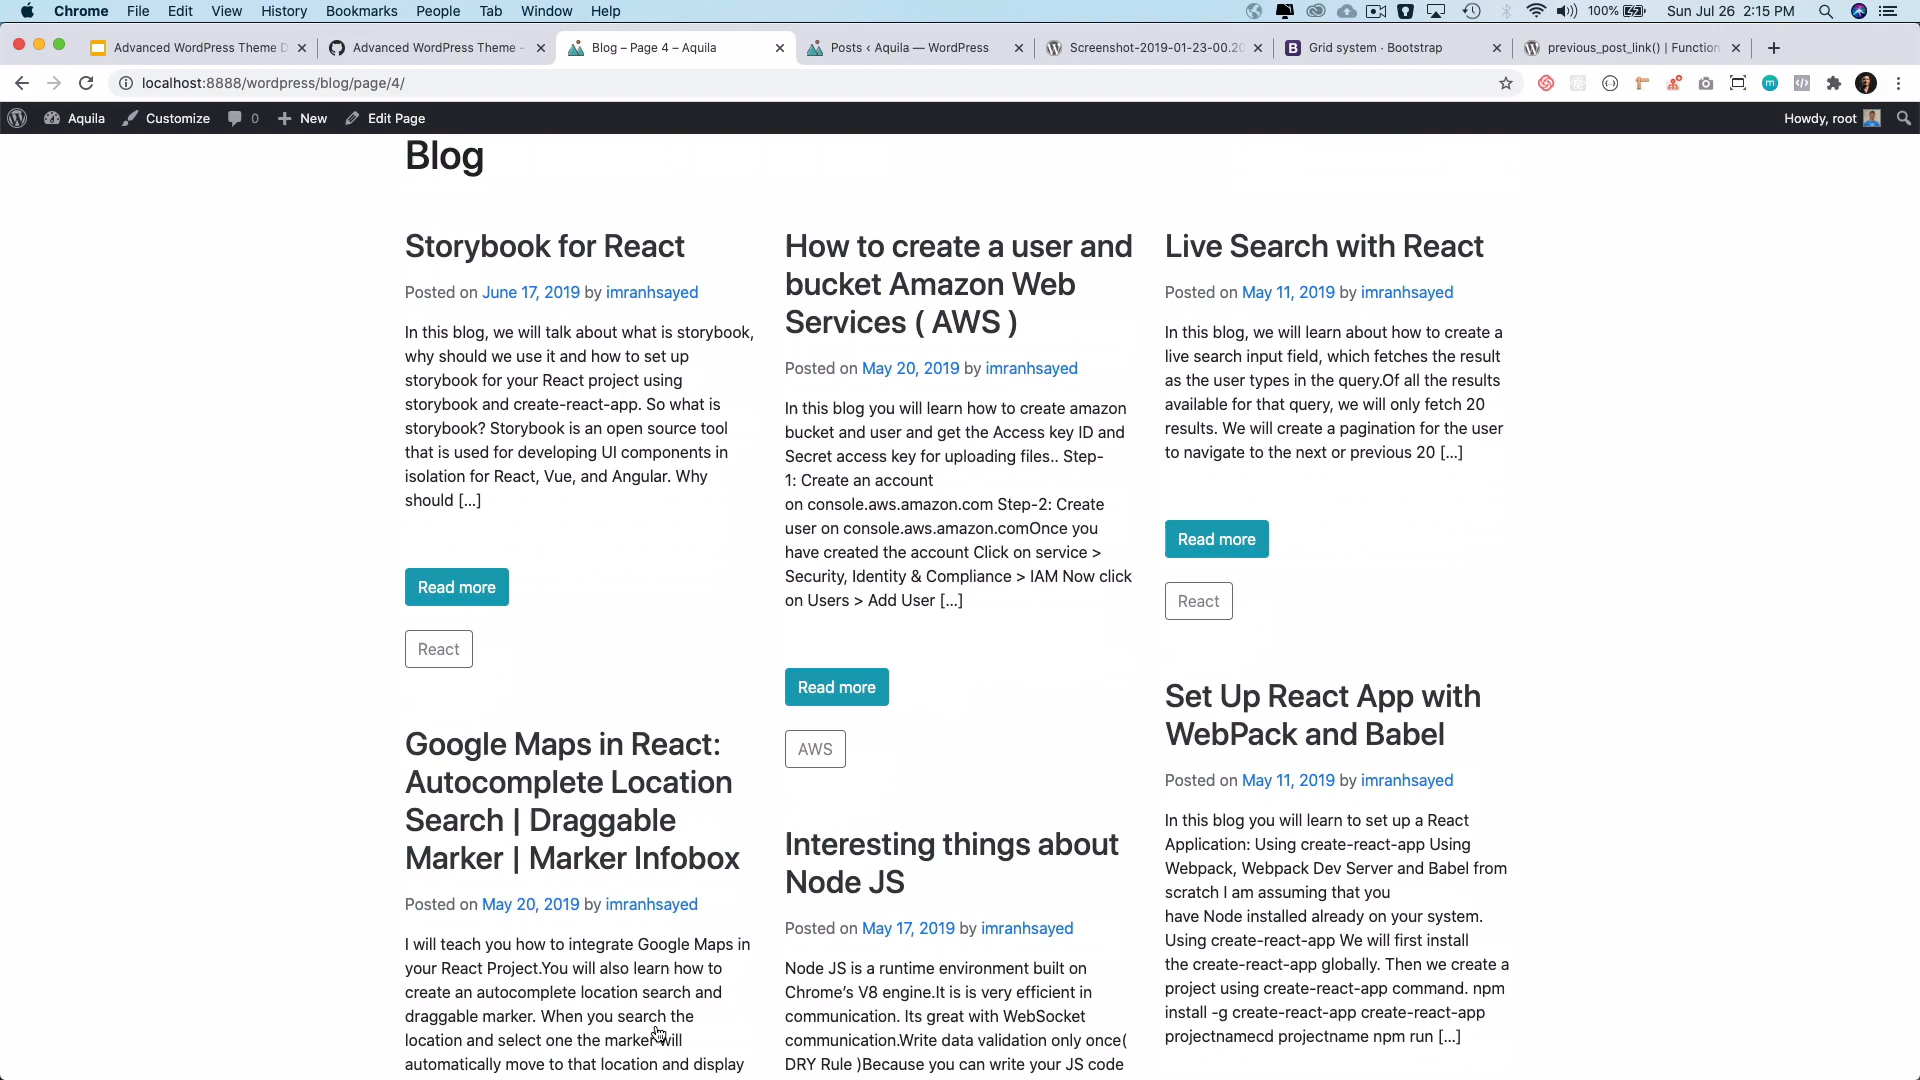 Chrome File Edit View History Bookmarks People Tab Window Help 100% Sun Jul 26 2:15 PM
Advanced WordPress Theme D
Advanced WordPress Theme -
Blog – Page 4 – Aquila
Posts ‹ Aquila — WordPress
Screenshot-2019-01-23-00.20
B Grid system · Bootstrap
previous_post_link() | Function
localhost:8888/wordpress/blog/page/4/
Aquila Customize 0 New Edit Page Howdy, root
Blog
Storybook for React
Posted on June 17, 2019 by imranhsayed
In this blog, we will talk about what is storybook,
why should we use it and how to set up
storybook for your React project using
storybook and create-react-app. So what is
storybook? Storybook is an open source tool
that is used for developing UI components in
isolation for React, Vue, and Angular. Why
should [...]
Read more
React
Google Maps in React:
Autocomplete Location
Search | Draggable
Marker | Marker Infobox
Posted on May 20, 2019 by imranhsayed
I will teach you how to integrate Google Maps in
your React Project.You will also learn how to
create an autocomplete location search and
draggable marker. When you search the
location and select one the marker will
automatically move to that location and display
How to create a user and
bucket Amazon Web
Services ( AWS )
Posted on May 20, 2019 by imranhsayed
In this blog you will learn how to create amazon
bucket and user and get the Access key ID and
Secret access key for uploading files.. Step-
1: Create an account
on console.aws.amazon.com Step-2: Create
user on console.aws.amazon.comOnce you
have created the account Click on service >
Security, Identity & Compliance > IAM Now click
on Users > Add User [...]
Read more
AWS
Interesting things about
Node JS
Posted on May 17, 2019 by imranhsayed
Node JS is a runtime environment built on
Chrome's V8 engine.It is is very efficient in
communication. Its great with WebSocket
communication.Write data validation only once(
DRY Rule )Because you can write your JS code
Live Search with React
Posted on May 11, 2019 by imranhsayed
In this blog, we will learn about how to create a
live search input field, which fetches the result
as the user types in the query.Of all the results
available for that query, we will only fetch 20
results. We will create a pagination for the user
to navigate to the next or previous 20 [...]
Read more
React
Set Up React App with
WebPack and Babel
Posted on May 11, 2019 by imranhsayed
In this blog you will learn to set up a React
Application: Using create-react-app Using
Webpack, Webpack Dev Server and Babel from
scratch I am assuming that you
have Node installed already on your system.
Using create-react-app We will first install
the create-react-app globally. Then we create a
project using create-react-app command. npm
install -g create-react-app create-react-app
projectnamecd projectname npm run [...]